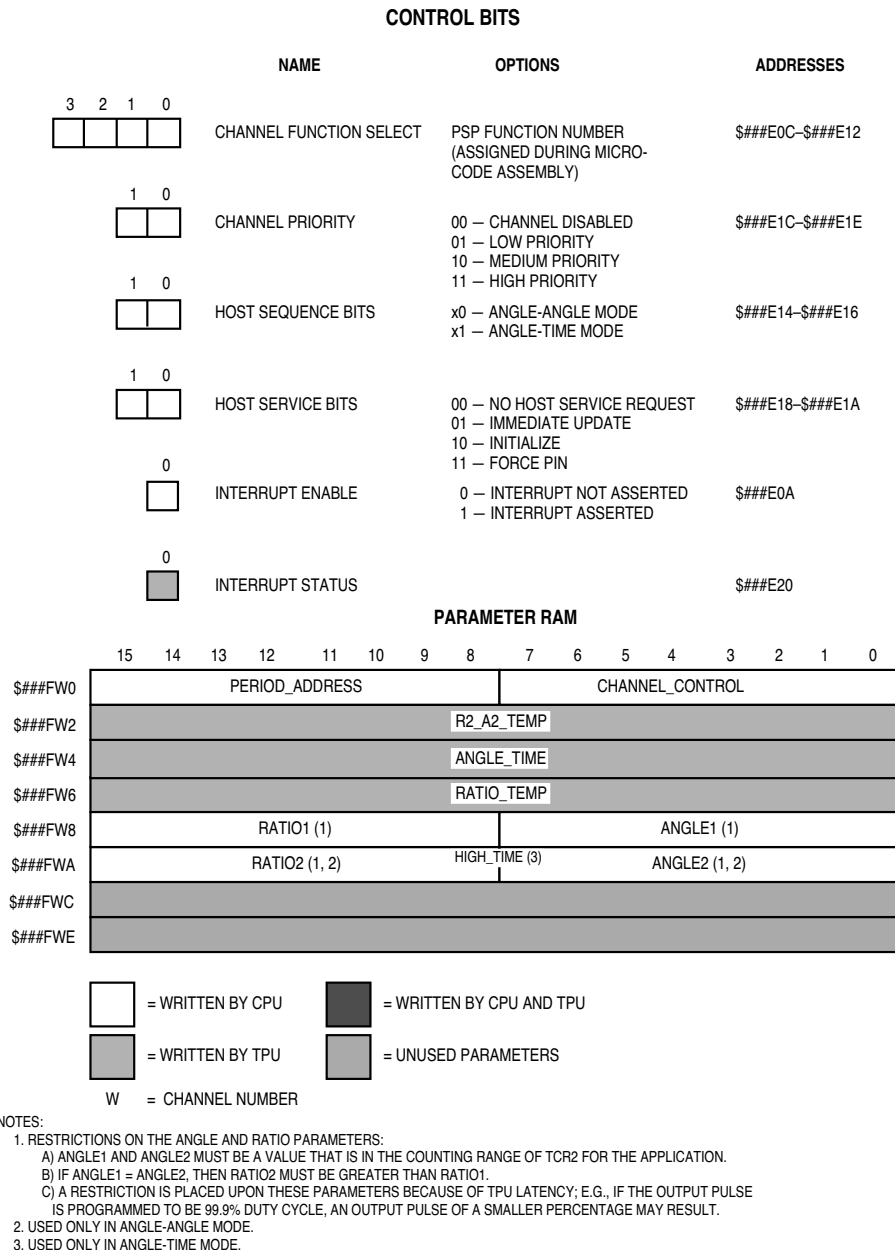 CONTROL BITS
NAME OPTIONS ADDRESSES
3 2 1 0
CHANNEL FUNCTION SELECT PSP FUNCTION NUMBER $###E0C–$###E12
(ASSIGNED DURING MICRO-
CODE ASSEMBLY)
1 0
CHANNEL PRIORITY 00 — CHANNEL DISABLED $###E1C–$###E1E
01 — LOW PRIORITY
10 — MEDIUM PRIORITY
11 — HIGH PRIORITY
1 0
HOST SEQUENCE BITS x0 — ANGLE-ANGLE MODE $###E14–$###E16
x1 — ANGLE-TIME MODE
1 0
HOST SERVICE BITS 00 — NO HOST SERVICE REQUEST $###E18–$###E1A
01 — IMMEDIATE UPDATE
10 — INITIALIZE
11 — FORCE PIN
0
INTERRUPT ENABLE 0 — INTERRUPT NOT ASSERTED $###E0A
1 — INTERRUPT ASSERTED
0
INTERRUPT STATUS $###E20
PARAMETER RAM
15 14 13 12 11 10 9 8 7 6 5 4 3 2 1 0
$###FW0 PERIOD_ADDRESS CHANNEL_CONTROL
$###FW2 R2_A2_TEMP
$###FW4 ANGLE_TIME
$###FW6 RATIO_TEMP
$###FW8 RATIO1 (1) ANGLE1 (1)
$###FWA RATIO2 (1, 2) HIGH_TIME (3) ANGLE2 (1, 2)
$###FWC
$###FWE
= WRITTEN BY CPU = WRITTEN BY CPU AND TPU
= WRITTEN BY TPU = UNUSED PARAMETERS
W = CHANNEL NUMBER
NOTES:
1. RESTRICTIONS ON THE ANGLE AND RATIO PARAMETERS:
A) ANGLE1 AND ANGLE2 MUST BE A VALUE THAT IS IN THE COUNTING RANGE OF TCR2 FOR THE APPLICATION.
B) IF ANGLE1 = ANGLE2, THEN RATIO2 MUST BE GREATER THAN RATIO1.
C) A RESTRICTION IS PLACED UPON THESE PARAMETERS BECAUSE OF TPU LATENCY; E.G., IF THE OUTPUT PULSE
IS PROGRAMMED TO BE 99.9% DUTY CYCLE, AN OUTPUT PULSE OF A SMALLER PERCENTAGE MAY RESULT.
2. USED ONLY IN ANGLE-ANGLE MODE.
3. USED ONLY IN ANGLE-TIME MODE.